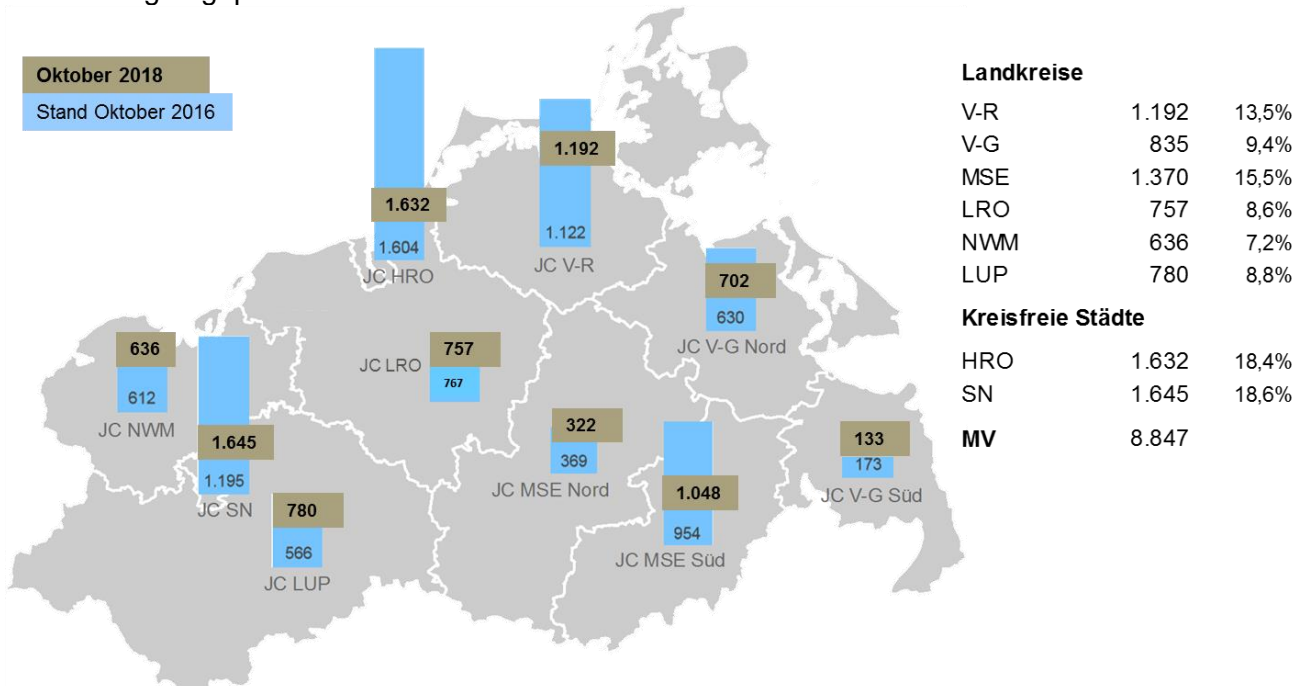 Oktober 2018
Stand Oktober 2016
1.632
1.604
JC HRO
1.192
1.122
JC V-R
702
630
JC V-G Nord
636
612
JC NWM
1.645
1.195
JC SN
JC LRO
757
767
322
369
JC MSE Nord
1.048
954
JC MSE Süd
133
173
JC V-G Süd
780
566
JC LUP
Landkreise
V-R 1.192 13,5%
V-G 835 9,4%
MSE 1.370 15,5%
LRO 757 8,6%
NWM 636 7,2%
LUP 780 8,8%
Kreisfreie Städte
HRO 1.632 18,4%
SN 1.645 18,6%
MV 8.847